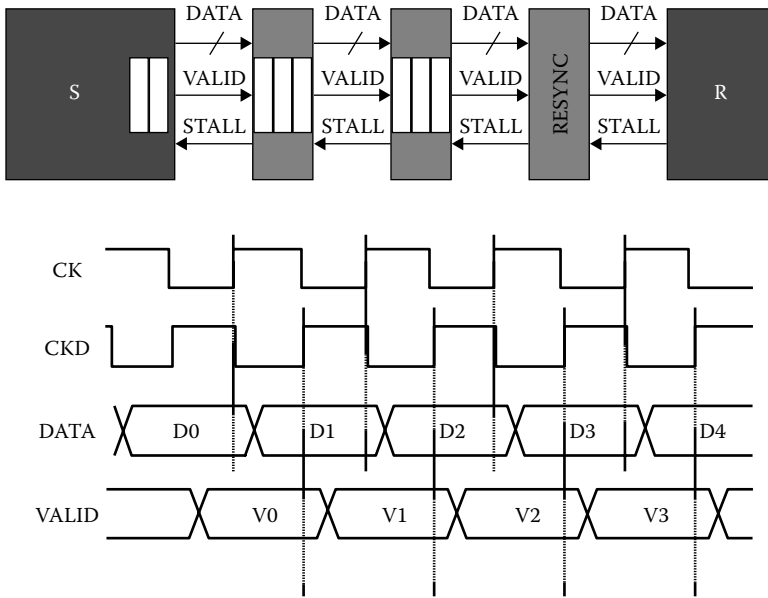 DATA DATA DATA DATA
S VALID VALID VALID RESYNC VALID R
STALL STALL STALL STALL
CK
CKD
DATA D0 D1 D2 D3 D4
VALID V0 V1 V2 V3